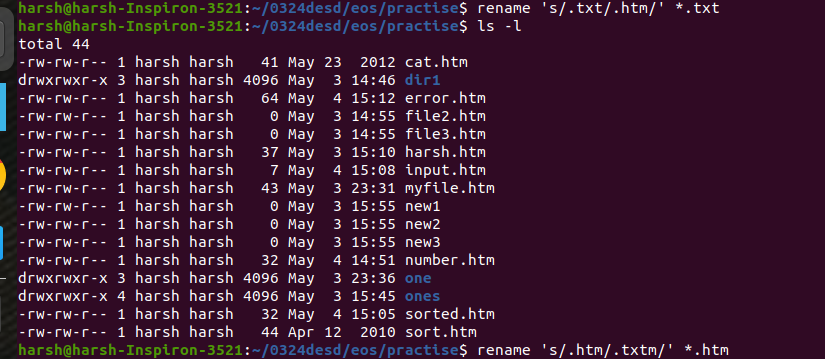 harsh@harsh-Inspiron-3521:~/0324desd/eos/practise$ rename 's/.txt/.htm/' *.txt
harsh@harsh-Inspiron-3521:~/0324desd/eos/practise$ ls -l
total 44
-rw-rw-r-- 1 harsh harsh   41 May 23  2012 cat.htm
drwxrwxr-x 3 harsh harsh 4096 May  3 14:46 dir1
-rw-rw-r-- 1 harsh harsh   64 May  4 15:12 error.htm
-rw-rw-r-- 1 harsh harsh    0 May  3 14:55 file2.htm
-rw-rw-r-- 1 harsh harsh    0 May  3 14:55 file3.htm
-rw-rw-r-- 1 harsh harsh   37 May  3 15:10 harsh.htm
-rw-rw-r-- 1 harsh harsh    7 May  4 15:08 input.htm
-rw-rw-r-- 1 harsh harsh   43 May  3 23:31 myfile.htm
-rw-rw-r-- 1 harsh harsh    0 May  3 15:55 new1
-rw-rw-r-- 1 harsh harsh    0 May  3 15:55 new2
-rw-rw-r-- 1 harsh harsh    0 May  3 15:55 new3
-rw-rw-r-- 1 harsh harsh   32 May  4 14:51 number.htm
drwxrwxr-x 3 harsh harsh 4096 May  3 23:36 one
drwxrwxr-x 4 harsh harsh 4096 May  3 15:45 ones
-rw-rw-r-- 1 harsh harsh   32 May  4 15:05 sorted.htm
-rw-rw-r-- 1 harsh harsh   44 Apr 12  2010 sort.htm
harsh@harsh-Inspiron-3521:~/0324desd/eos/practise$ rename 's/.htm/.txtm/' *.htm